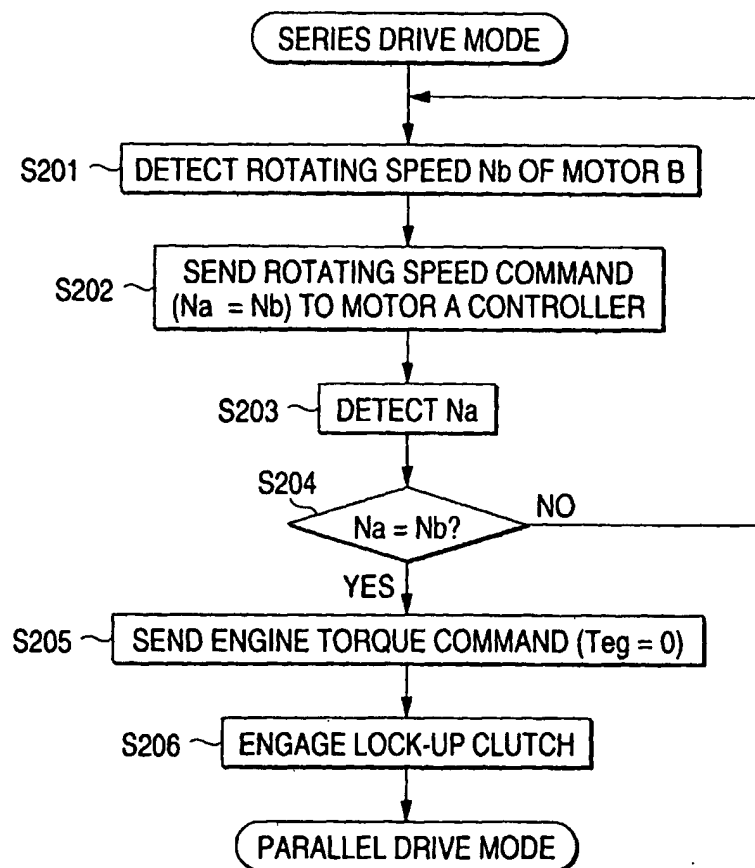 SERIES DRIVE MODE
S201
DETECT ROTATING SPEED Nb OF MOTOR B
S202
SEND ROTATING SPEED COMMAND
(Na = Nb) TO MOTOR A CONTROLLER
S203
DETECT Na
S204
Na = Nb?
NO
YES
S205
SEND ENGINE TORQUE COMMAND (Teg = 0)
S206
ENGAGE LOCK-UP CLUTCH
PARALLEL DRIVE MODE